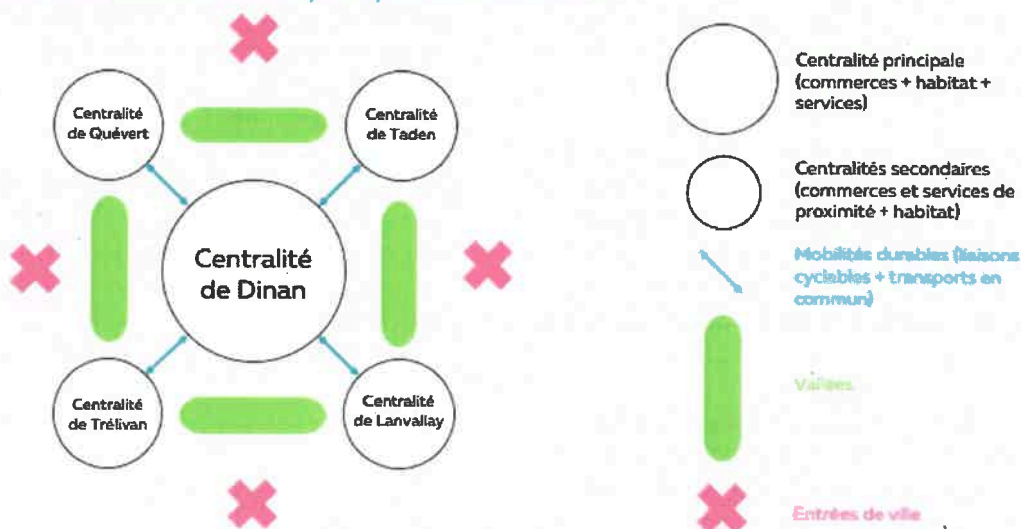 Centralité
de Quévert
Centralité
de Taden
Centralité
de Dinan
Centralité
de Trélivan
Centralité
de Lanvallay
Centralité principale
(commerces + habitat +
services)
Centralités secondaires
(commerces et services de
proximité + habitat)
Mobilités durables (liaisons
cyclables + transports en
commun)
Vallées
Entrées de ville